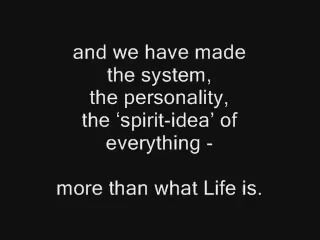 and we have made
the system,
the personality,
the ‘spirit-idea’ of
everything -
more than what Life is.